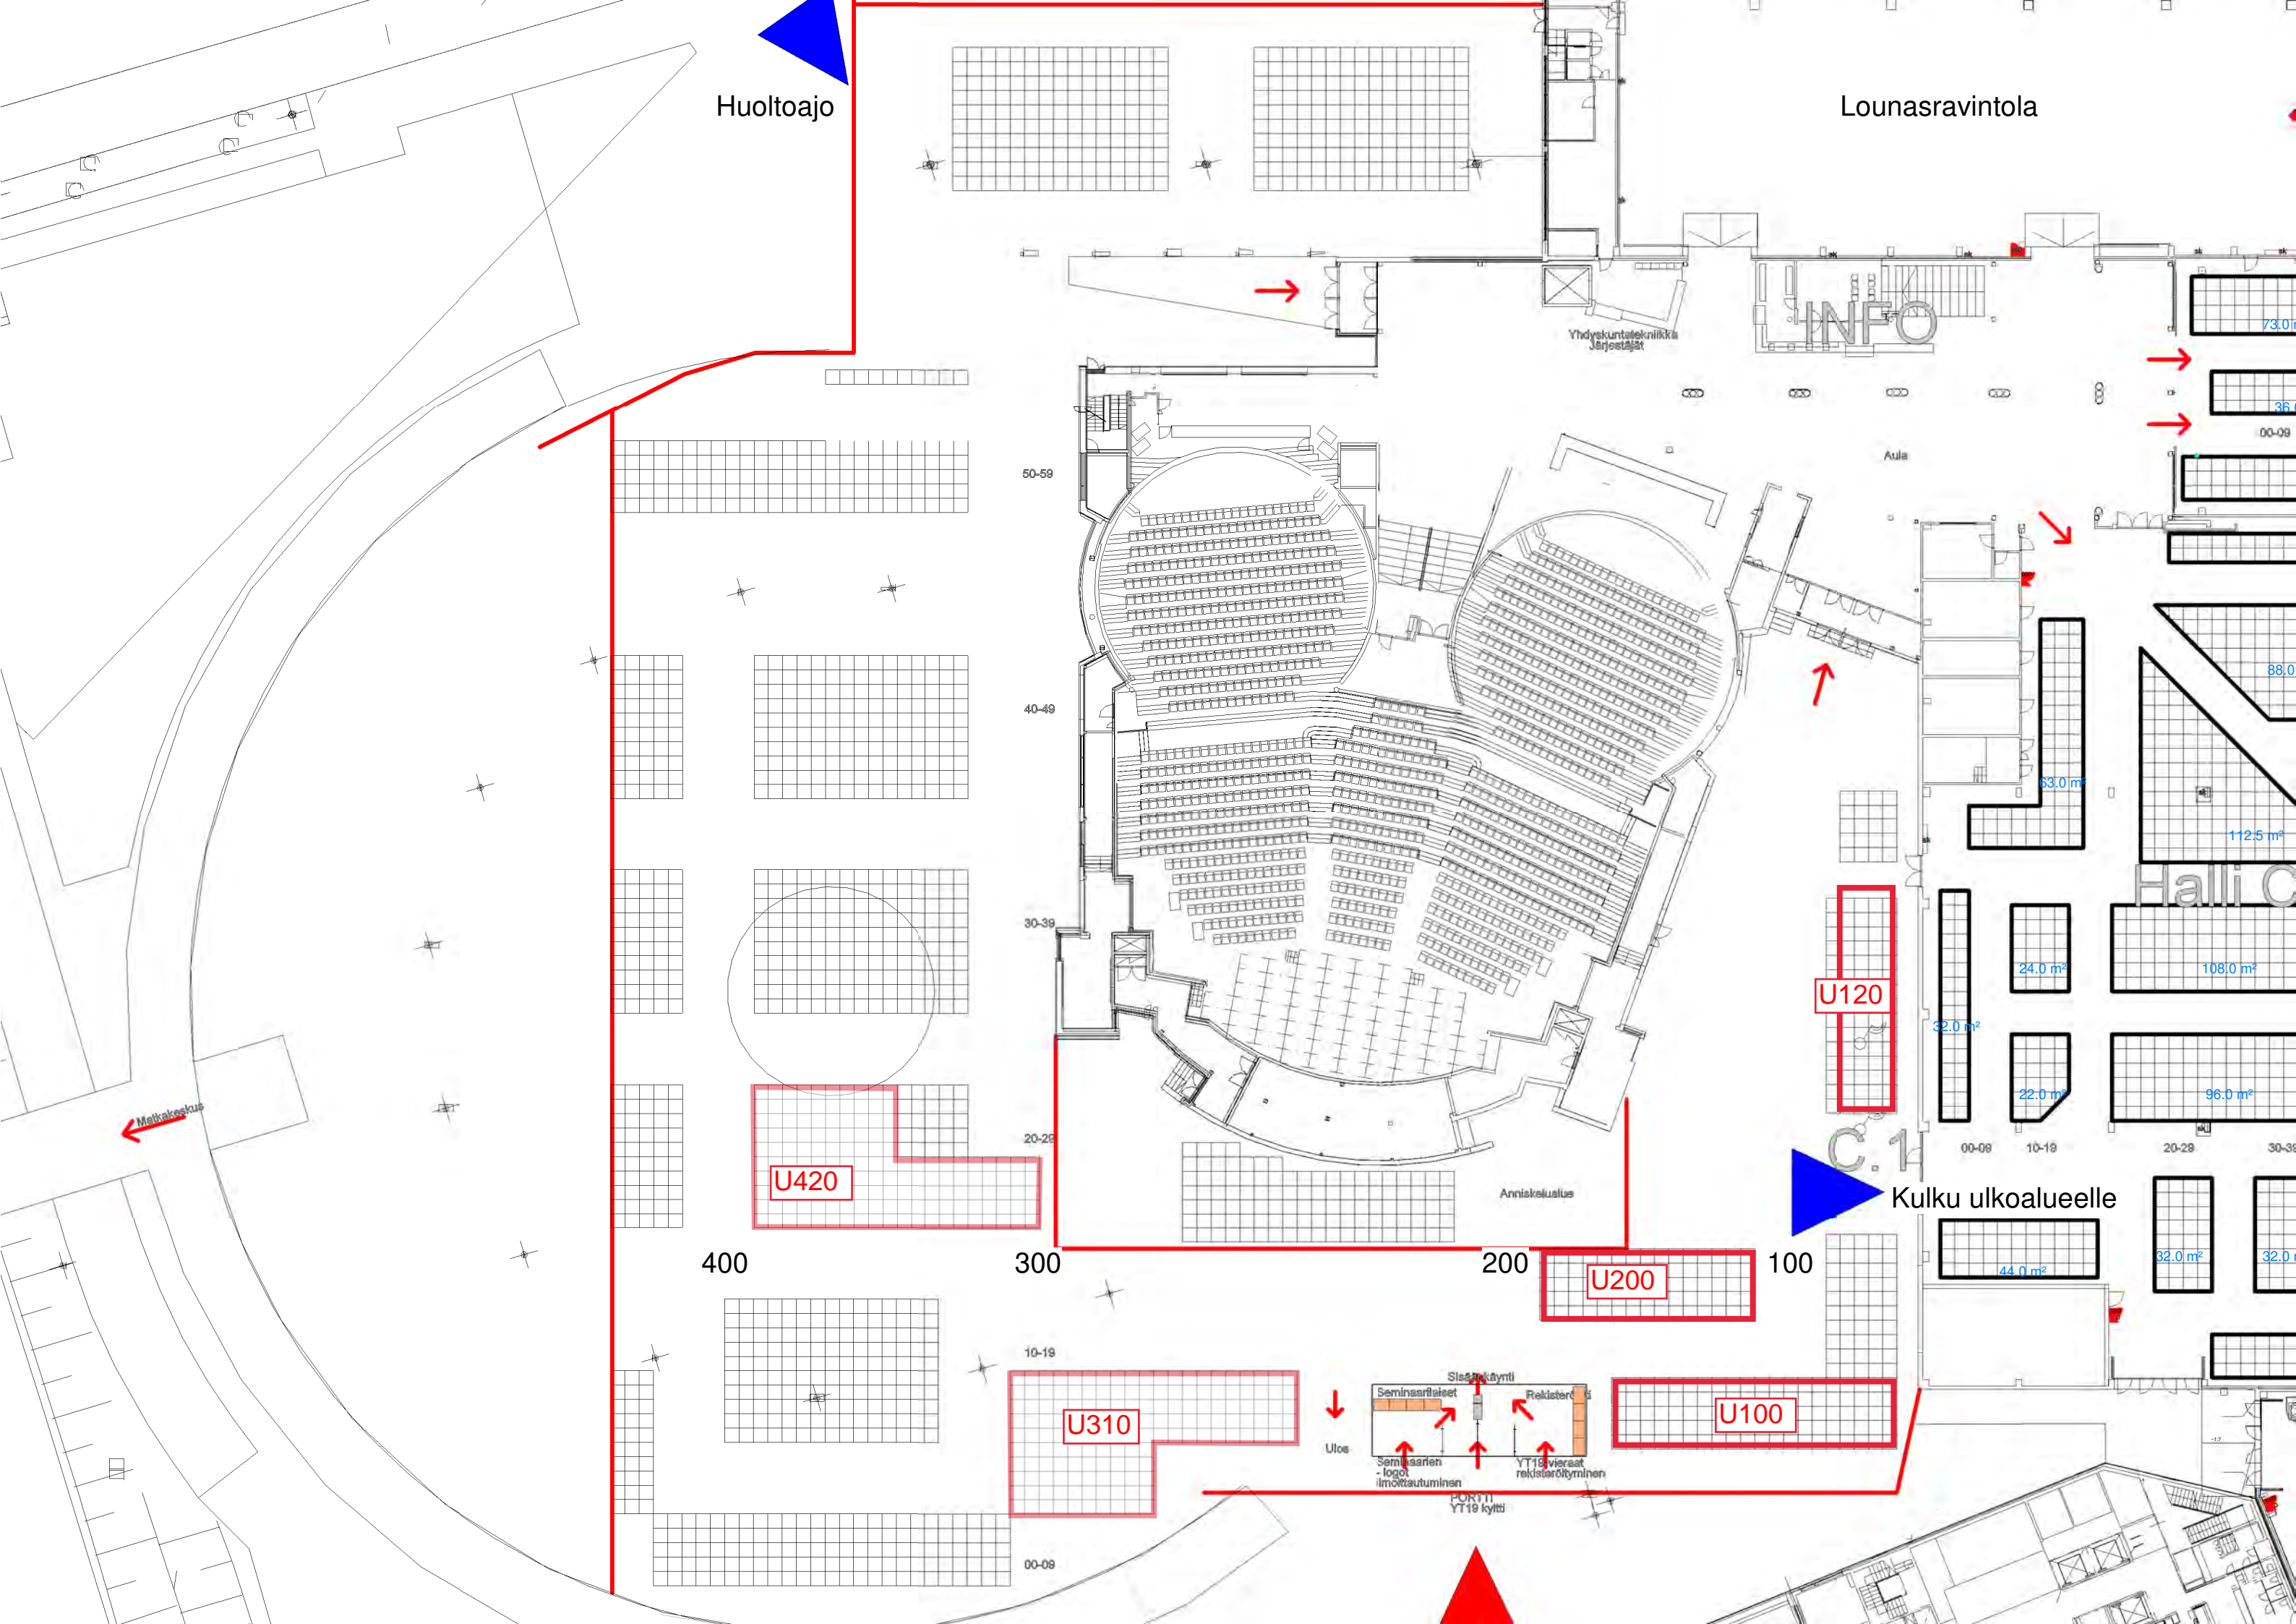 Huoltoajo
Lounasravintola
INFO
Yhdyskuntatekniikka
Järjestäjät
73.0
36
00-09
Aula
50-59
40-49
30-39
20-29
10-19
00-09
88.0
63.0 m²
112.5 m²
Halli C
24.0 m²
108.0 m²
U120
32.0 m²
22.0 m²
96.0 m²
C.1
00-09
10-19
20-29
30-39
Matkakeskus
U420
Anniskelualue
Kulku ulkoalueelle
400
300
200
100
U200
44.0 m²
32.0 m²
32.0
U310
Ulos
Sisäänkäynti
Seminaarilaiset
U100
Seminaarien
- logot
ilmoittautuminen
YT19 vieraat
rekisteröityminen
PORTTI
YT19 kyltti